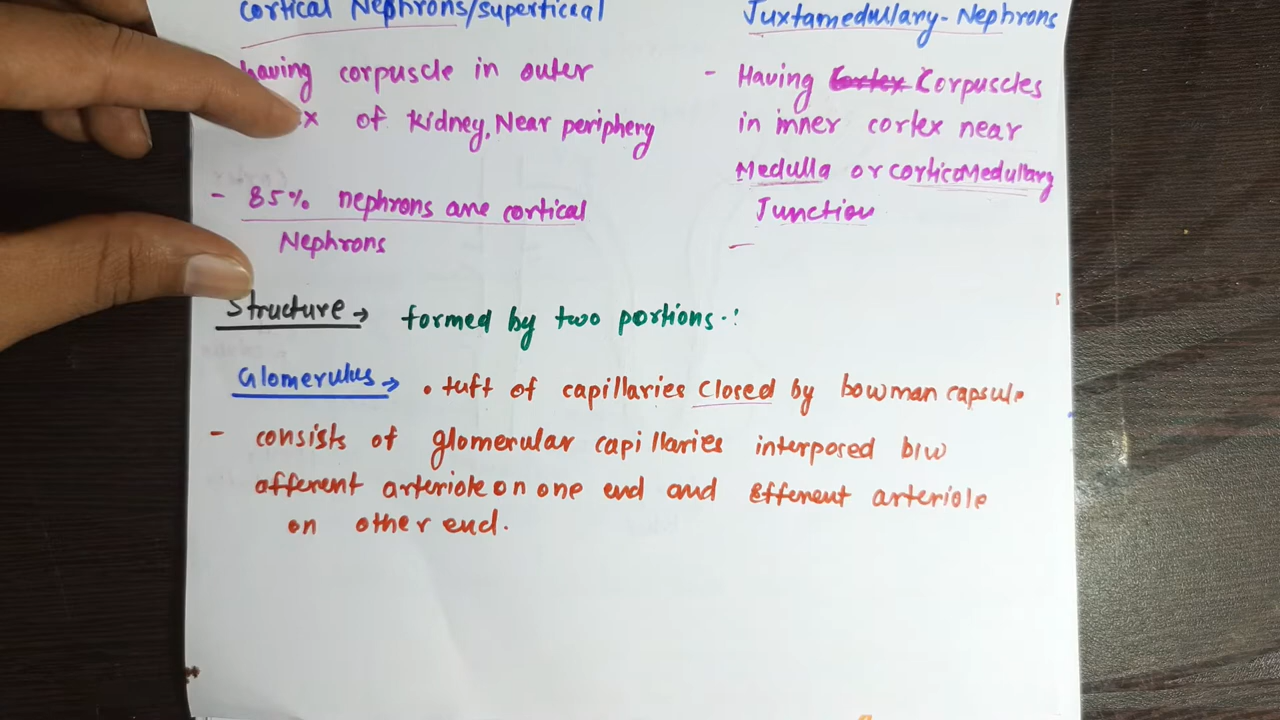 Cortical Nephrons/superficial
having corpuscle in outer
of kidney, Near periphery
- 85% nephrons are cortical
Nephrons
Juxtamedullary-Nephrons
- Having Corpuscles
in inner cortex near
Medulla or corticoMedullary
Junction
-
Structure → formed by two portions.:
Glomerulus → • tuft of capillaries closed by bowman capsule
- consists of glomerular capillaries interposed b/w
afferent arteriole on one end and Efferent arteriole
on other end.